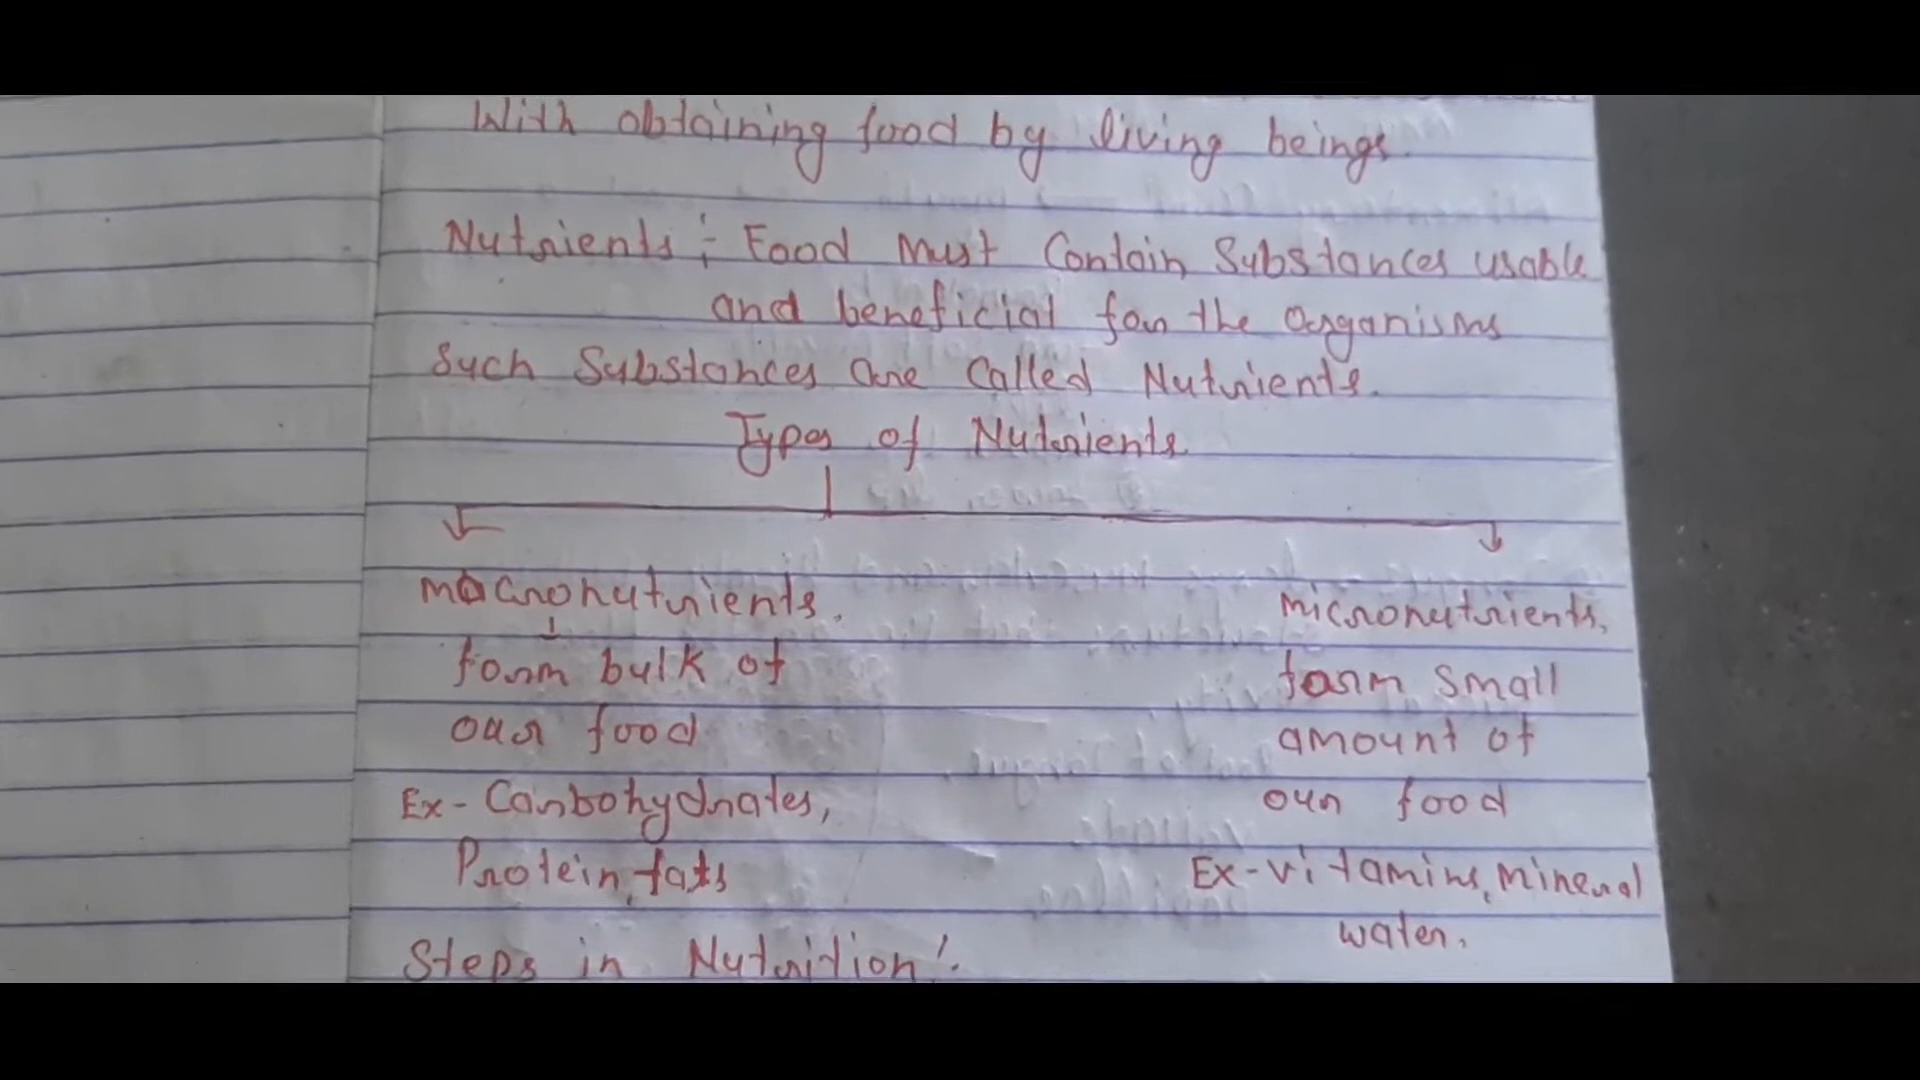 With obtaining food by living beings.
Nutrients :- Food Must Contain Substances usable
and beneficial for the Organisms
Such Substances are Called Nutrients.
Types of Nutrients
macronutrients.
micronutrients.
form bulk of
form small
our food
amount of
Ex - Carbohydrates,
our food
Protein, fats
Ex - vitamins, mineral
water.
Steps in Nutrition :